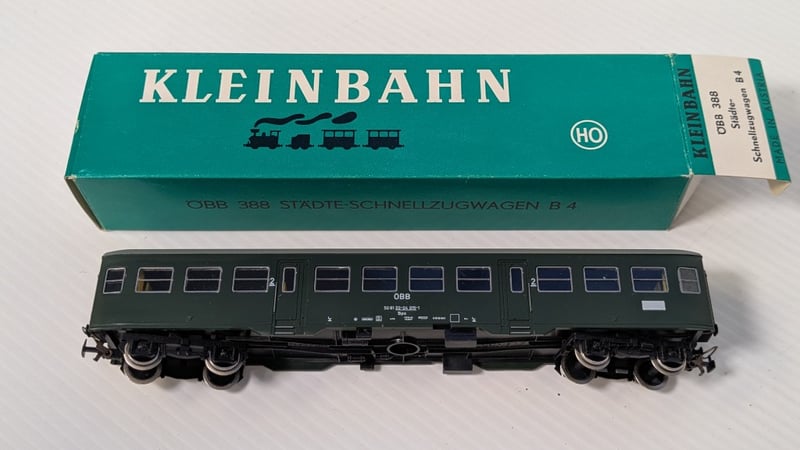 KLEINBAHN
HO
ÖBB 388 STÄDTE-SCHNELLZUGWAGEN B 4
KLEINBAHN
ÖBB 388
Städte-
Schnellzugwagen B 4
MADE IN AUSTRIA
2
ÖBB
2